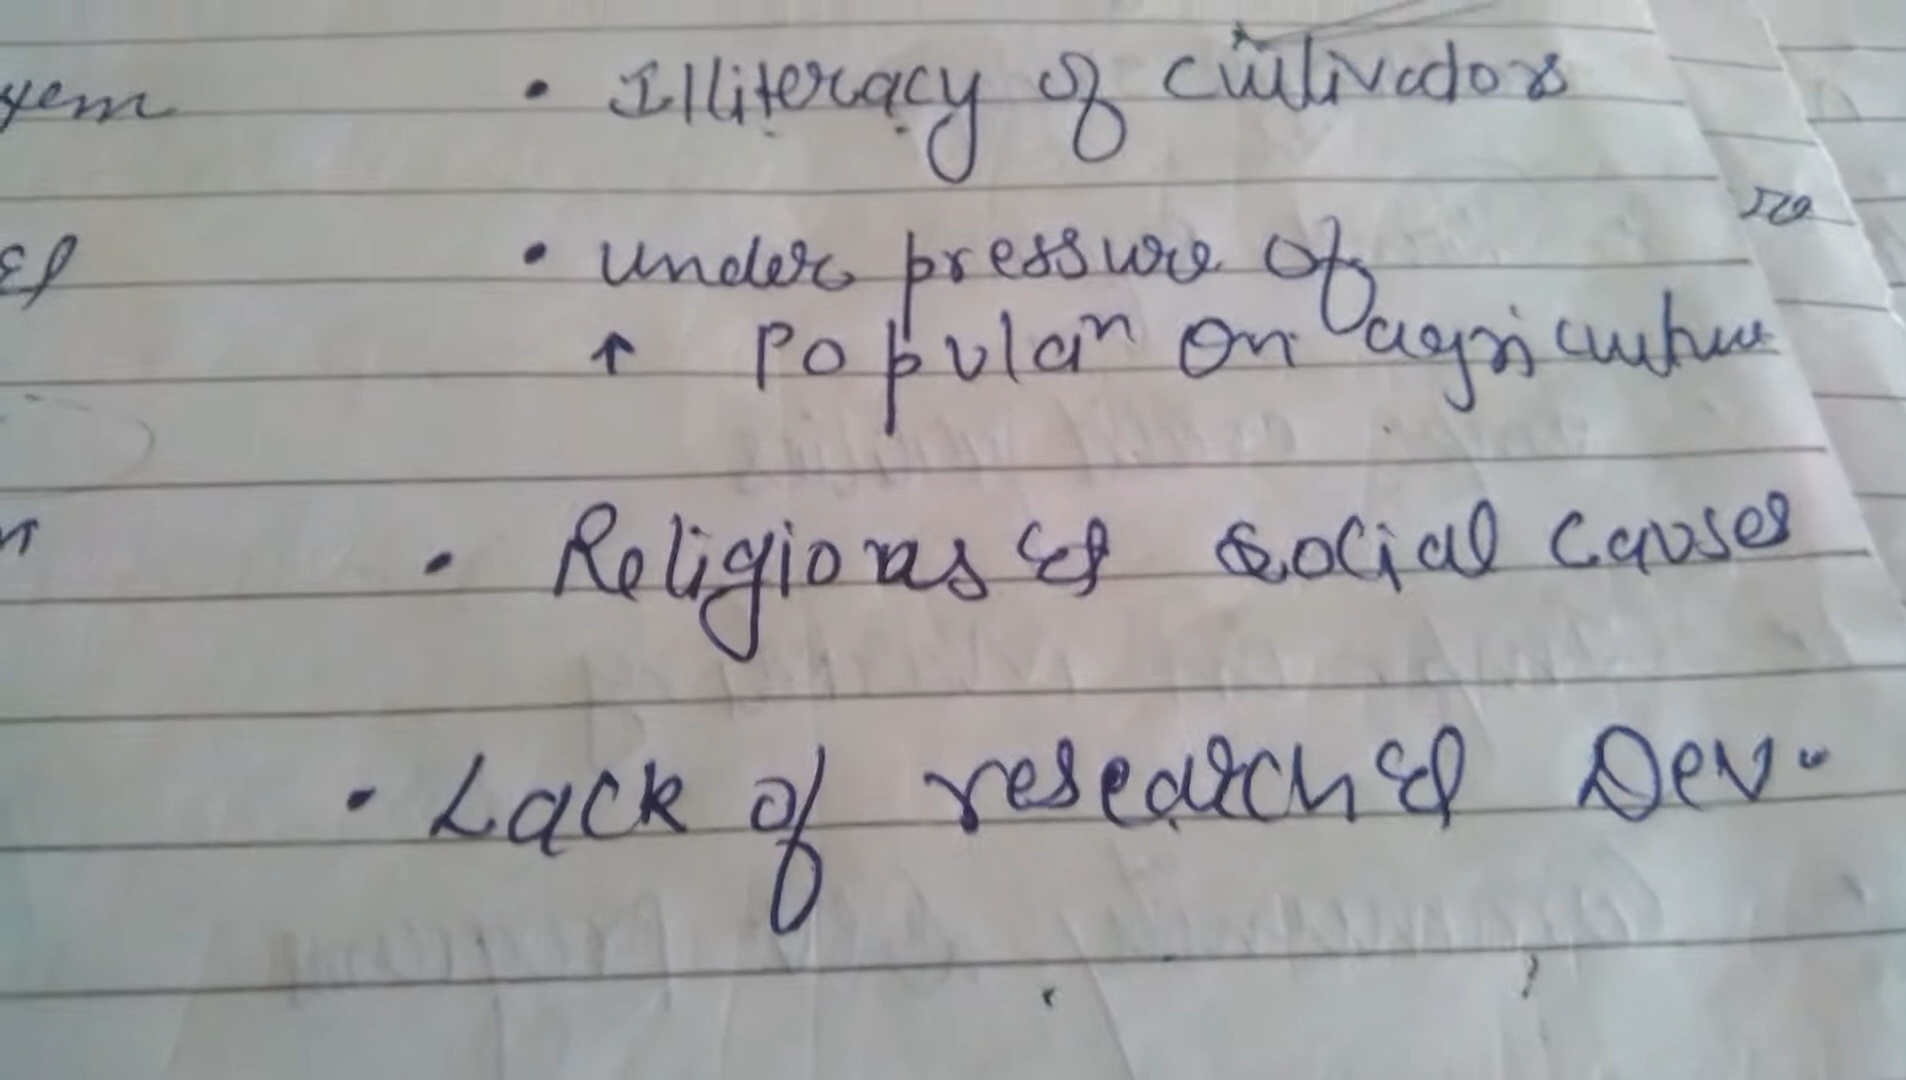 • Illiteracy of cultivators
• under pressure of
↑ Populaⁿ on agriculture
• Religious & social causes
• Lack of research & Dev.